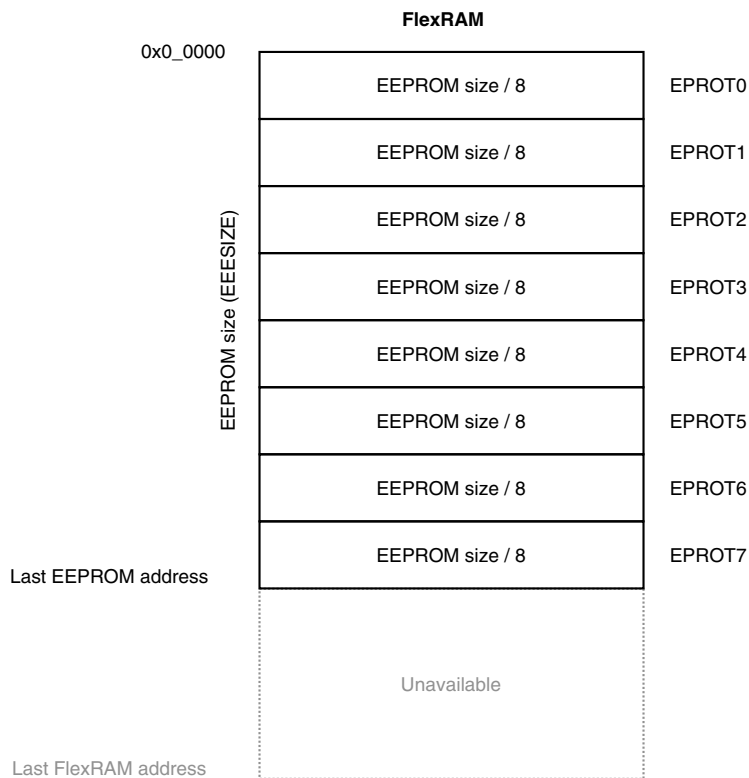 FlexRAM
0x0_0000
EEPROM size / 8 EPROT0
EEPROM size / 8 EPROT1
EEPROM size / 8 EPROT2
EEPROM size (EEESIZE)
EEPROM size / 8 EPROT3
EEPROM size / 8 EPROT4
EEPROM size / 8 EPROT5
EEPROM size / 8 EPROT6
EEPROM size / 8 EPROT7
Last EEPROM address
Unavailable
Last FlexRAM address